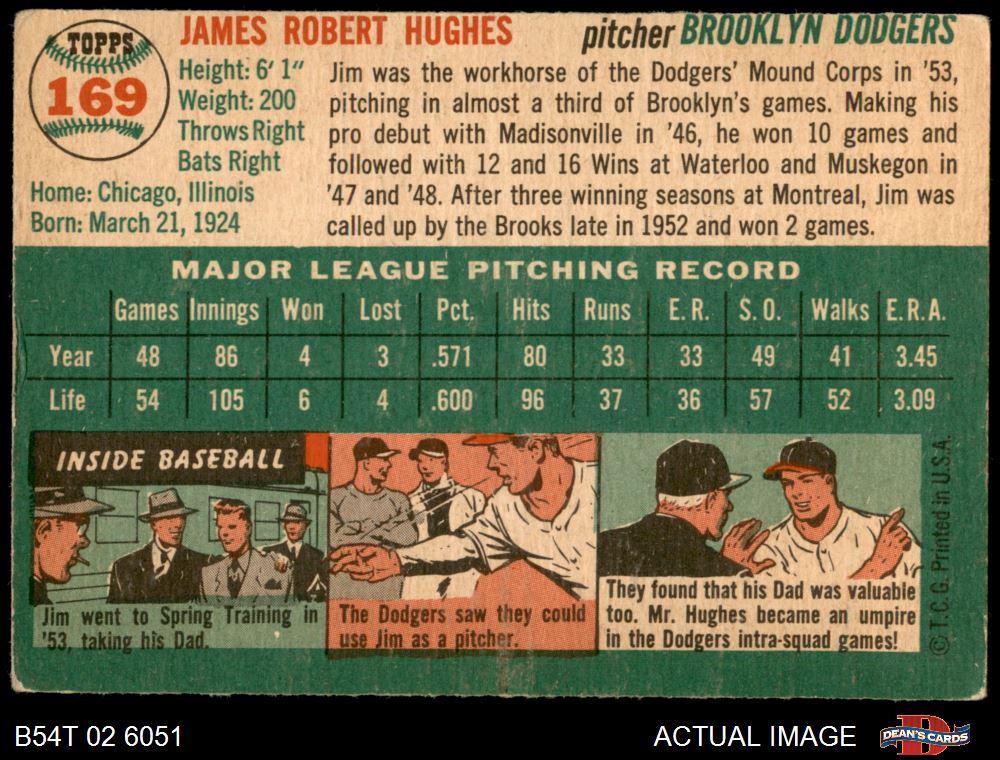 TOPPS
169
JAMES ROBERT HUGHES
pitcher BROOKLYN DODGERS
Height: 6' 1"
Weight: 200
Throws Right
Bats Right
Home: Chicago, Illinois
Born: March 21, 1924
Jim was the workhorse of the Dodgers' Mound Corps in '53,
pitching in almost a third of Brooklyn's games. Making his
pro debut with Madisonville in '46, he won 10 games and
followed with 12 and 16 Wins at Waterloo and Muskegon in
'47 and '48. After three winning seasons at Montreal, Jim was
called up by the Brooks late in 1952 and won 2 games.
MAJOR LEAGUE PITCHING RECORD
Games Innings Won Lost Pct. Hits Runs E. R. S. O. Walks E. R. A.
Year 48 86 4 3 .571 80 33 33 49 41 3.45
Life 54 105 6 4 .600 96 37 36 57 52 3.09
INSIDE BASEBALL
Jim went to Spring Training in
'53, taking his Dad.
The Dodgers saw they could
use Jim as a pitcher.
They found that his Dad was valuable
too. Mr. Hughes became an umpire
in the Dodgers intra-squad games!
© T. C. G. Printed in U.S.A.
B54T 02 6051
ACTUAL IMAGE
D
DEAN'S CARDS